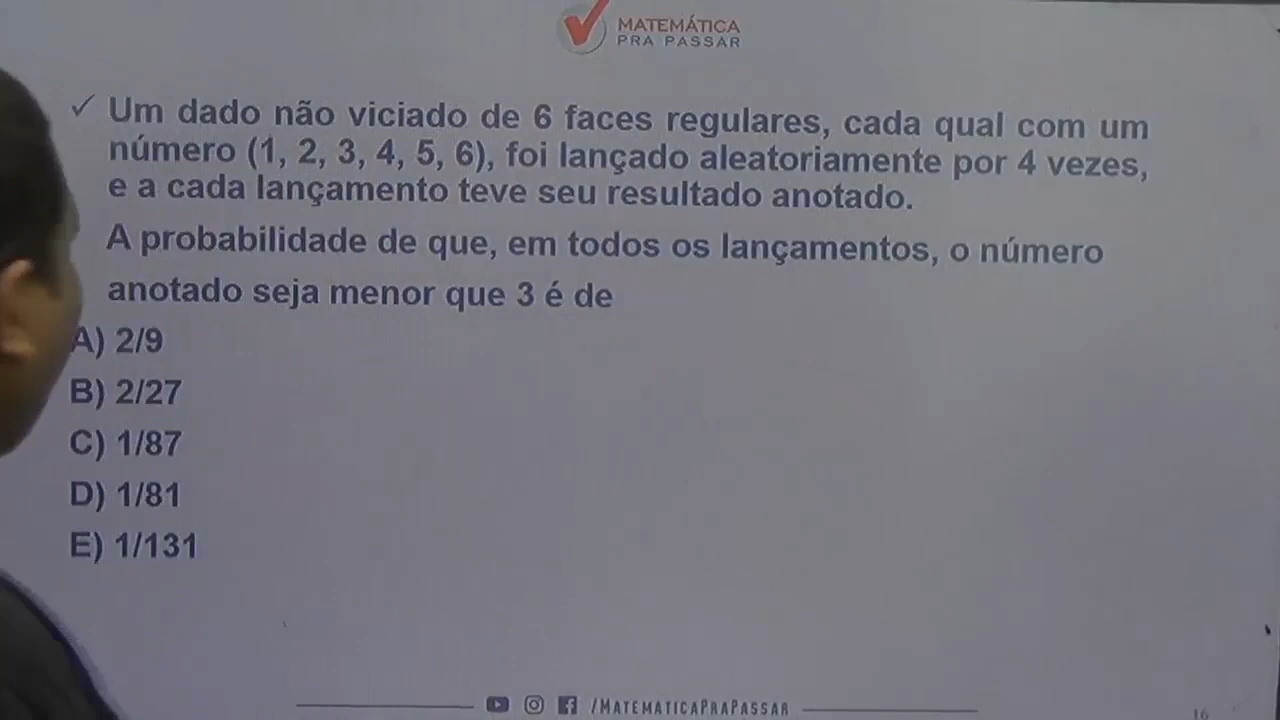 MATEMÁTICA
PRA PASSAR
✓ Um dado não viciado de 6 faces regulares, cada qual com um
número (1, 2, 3, 4, 5, 6), foi lançado aleatoriamente por 4 vezes,
e a cada lançamento teve seu resultado anotado.
A probabilidade de que, em todos os lançamentos, o número
anotado seja menor que 3 é de
A) 2/9
B) 2/27
C) 1/87
D) 1/81
E) 1/131
/MATEMATICAPRAPASSAR
16